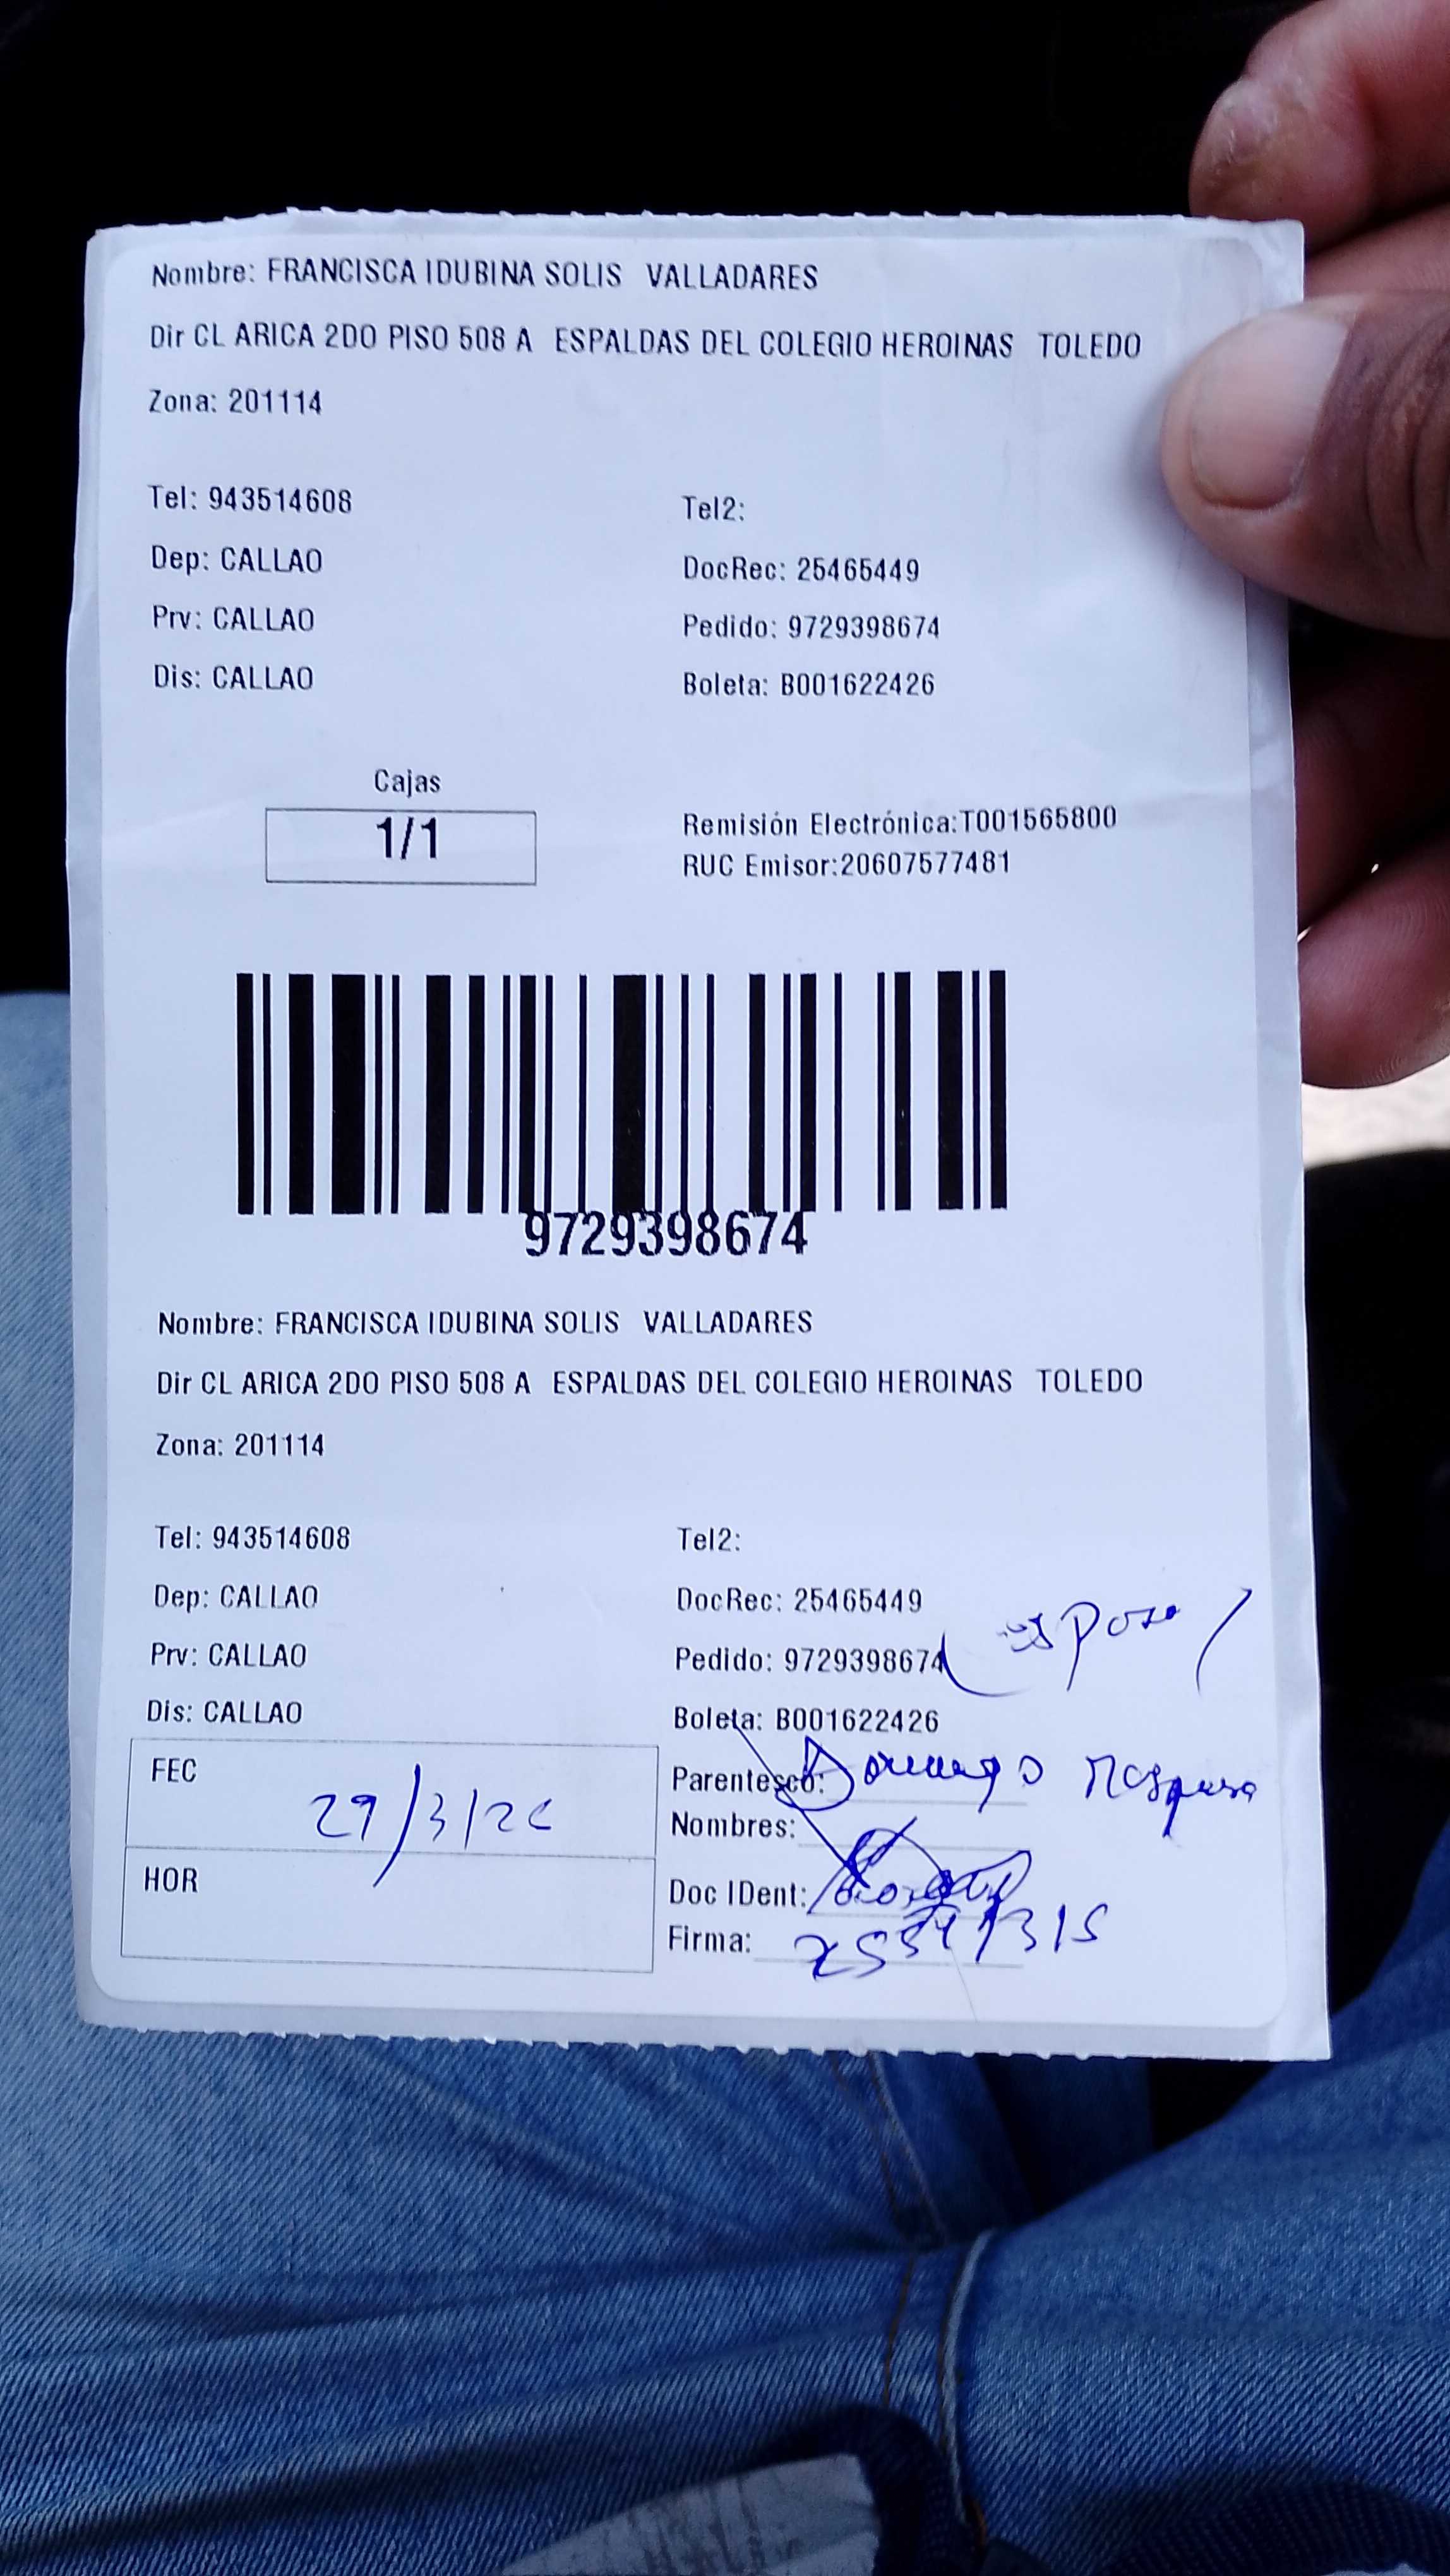 Nombre: FRANCISCA IDUBINA SOLIS VALLADARES
Dir CL ARICA 2DO PISO 508 A ESPALDAS DEL COLEGIO HEROINAS TOLEDO
Zona: 201114
Tel: 943514608 Tel2:
Dep: CALLAO DocRec: 25465449
Prv: CALLAO Pedido: 9729398674
Dis: CALLAO Boleta: B001622426
Cajas
1/1
Remisión Electrónica:T001565800
RUC Emisor:20607577481
9729398674
Nombre: FRANCISCA IDUBINA SOLIS VALLADARES
Dir CL ARICA 2DO PISO 508 A ESPALDAS DEL COLEGIO HEROINAS TOLEDO
Zona: 201114
Tel: 943514608 Tel2:
Dep: CALLAO DocRec: 25465449
(esposo)
Prv: CALLAO Pedido: 9729398674
Dis: CALLAO Boleta: B001622426
FEC 29/3/26
Parentesco: Domingo
Nombres:
HOR
Doc IDent:
Firma: